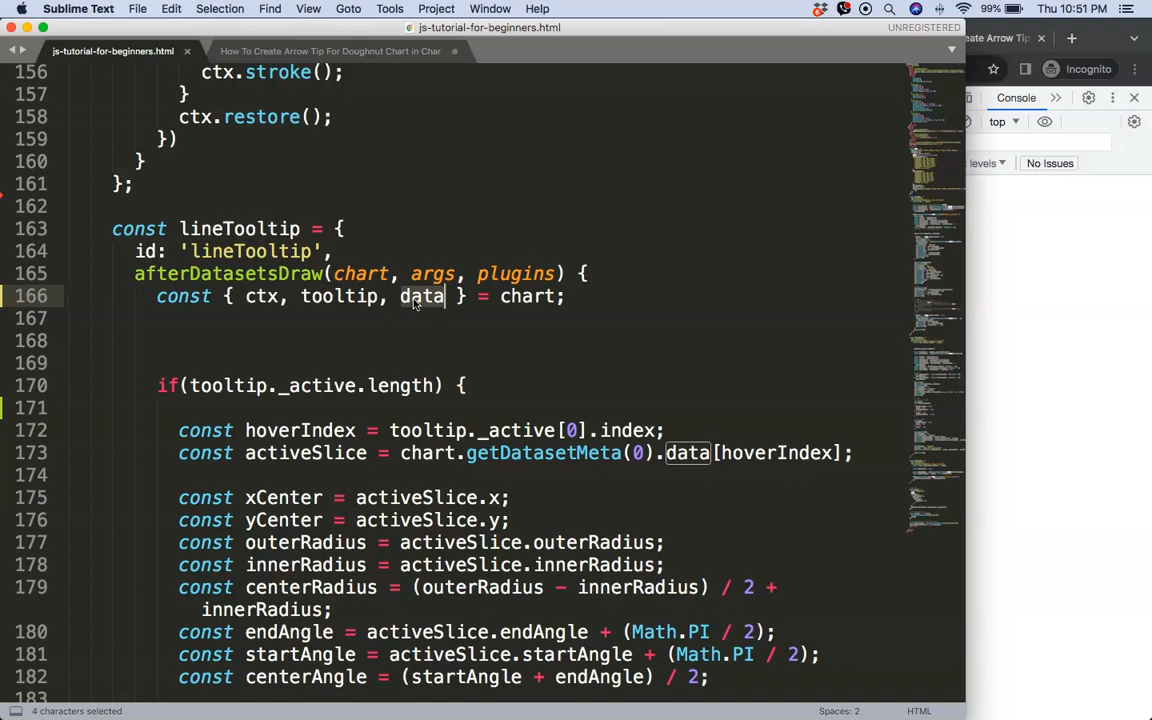 Sublime Text File Edit Selection Find View Goto Tools Project Window Help 99% Thu 10:51 PM
js-tutorial-for-beginners.html UNREGISTERED
js-tutorial-for-beginners.html How To Create Arrow Tip For Doughnut Chart in Char
eate Arrow Tip
Incognito
Console
top
levels No Issues
156 ctx.stroke();
157 }
158 ctx.restore();
159 })
160 }
161 };
162
163 const lineTooltip = {
164 id: 'lineTooltip',
165 afterDatasetsDraw(chart, args, plugins) {
166 const { ctx, tooltip, data } = chart;
167
168
169
170 if(tooltip._active.length) {
171
172 const hoverIndex = tooltip._active[0].index;
173 const activeSlice = chart.getDatasetMeta(0).data[hoverIndex];
174
175 const xCenter = activeSlice.x;
176 const yCenter = activeSlice.y;
177 const outerRadius = activeSlice.outerRadius;
178 const innerRadius = activeSlice.innerRadius;
179 const centerRadius = (outerRadius - innerRadius) / 2 +
innerRadius;
180 const endAngle = activeSlice.endAngle + (Math.PI / 2);
181 const startAngle = activeSlice.startAngle + (Math.PI / 2);
182 const centerAngle = (startAngle + endAngle) / 2;
183
4 characters selected Spaces: 2 HTML